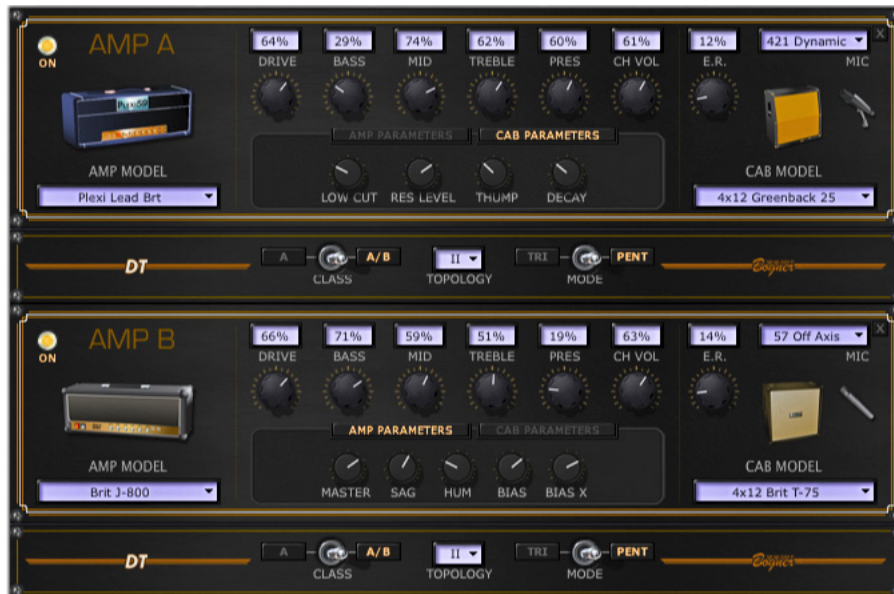 AMP A
ON
64% 29% 74% 62% 60% 61% 12% 421 Dynamic X
DRIVE BASS MID TREBLE PRES CH VOL E.R. MIC
Plexi 59
AMP PARAMETERS CAB PARAMETERS
AMP MODEL LOW CUT RES LEVEL THUMP DECAY CAB MODEL
Plexi Lead Brt 4x12 Greenback 25
DT A A/B II TRI PENT Bogner
CLASS TOPOLOGY MODE
AMP B
ON
66% 71% 59% 51% 19% 63% 14% 57 Off Axis X
DRIVE BASS MID TREBLE PRES CH VOL E.R. MIC
AMP PARAMETERS CAB PARAMETERS
AMP MODEL MASTER SAG HUM BIAS BIAS X CAB MODEL
Brit J-800 4x12 Brit T-75
DT A A/B II TRI PENT Bogner
CLASS TOPOLOGY MODE